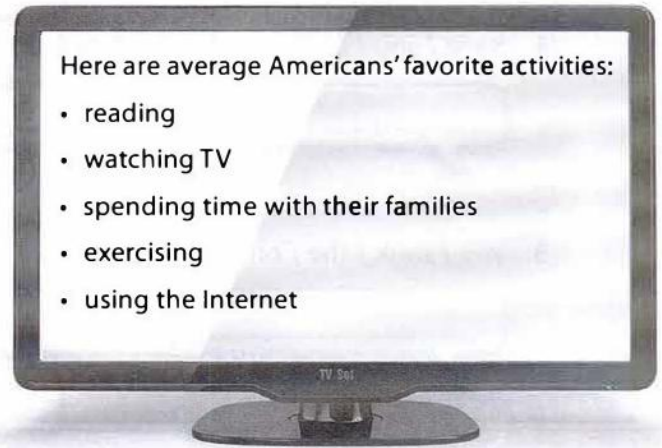 Here are average Americans' favorite activities:
• reading
• watching TV
• spending time with their families
• exercising
• using the Internet
TV Set